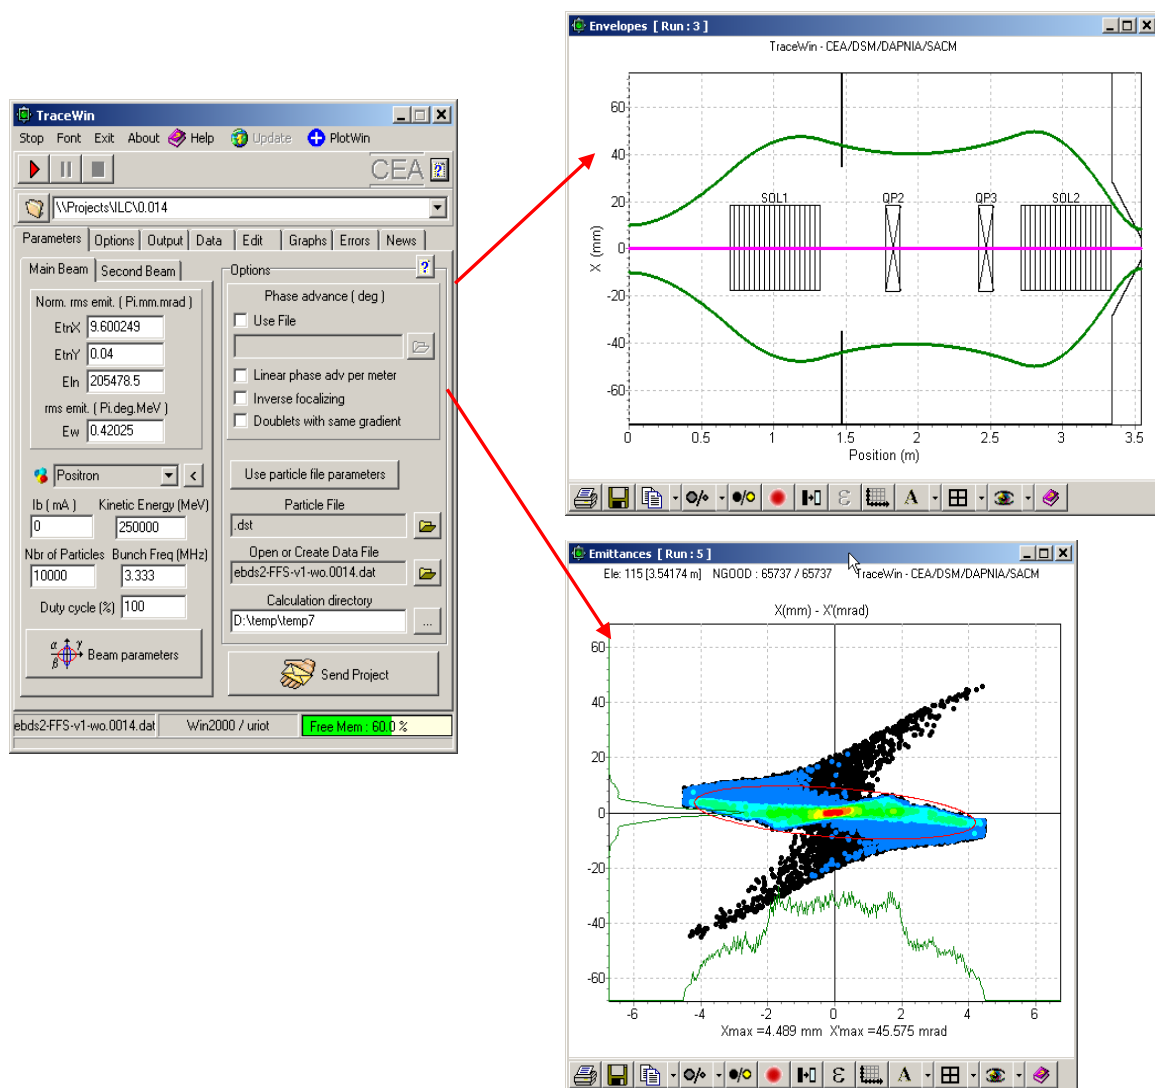 TraceWin
Stop Font Exit About Help Update PlotWin
CEA
\\Projects\ILC\0.014
Parameters Options Output Data Edit Graphs Errors News
Main Beam Second Beam
Norm. rms emit. ( Pi.mm.mrad )
EtnX 9.600249
EtnY 0.04
Eln 205478.5
rms emit. ( Pi.deg.MeV )
Ew 0.42025
Positron <
Ib ( mA ) Kinetic Energy (MeV)
0 250000
Nbr of Particles Bunch Freq (MHz)
10000 3.333
Duty cycle (%) 100
α γ β Beam parameters
Options ?
Phase advance ( deg )
Use File
Linear phase adv per meter
Inverse focalizing
Doublets with same gradient
Use particle file parameters
Particle File
.dst
Open or Create Data File
ebds2-FFS-v1-wo.0014.dat
Calculation directory
D:\temp\temp7 ...
Send Project
ebds2-FFS-v1-wo.0014.dat Win2000 / uriot Free Mem : 60.0 %
Envelopes [ Run : 3 ]
TraceWin - CEA/DSM/DAPNIA/SACM
60
40
20
0
-20
-40
-60
X (mm)
SOL1 QP2 QP3 SOL2
0 0.5 1 1.5 2 2.5 3 3.5
Position (m)
ε A
Emittances [ Run : 5 ]
Ele: 115 [3.54174 m] NGOOD : 65737 / 65737 TraceWin - CEA/DSM/DAPNIA/SACM
X(mm) - X'(mrad)
60
40
20
0
-20
-40
-60
-6 -4 -2 0 2 4 6
Xmax =4.489 mm X'max =45.575 mrad
ε A